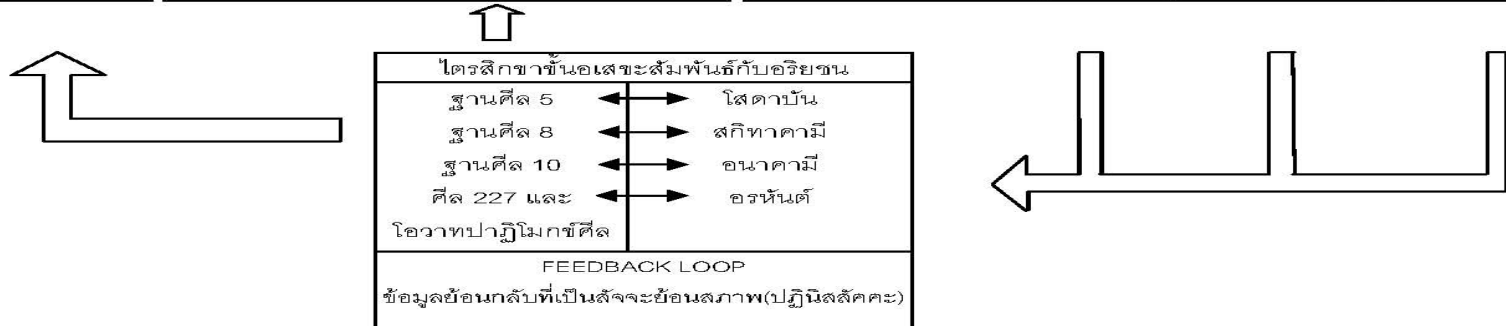 ไตรสิกขาขั้นอเสขะสัมพันธ์กับอริยชน
ฐานศีล 5 โสดาบัน
ฐานศีล 8 สกิทาคามี
ฐานศีล 10 อนาคามี
ศีล 227 และ อรหันต์
โอวาทปาฏิโมกข์ศีล
FEEDBACK LOOP
ข้อมูลย้อนกลับที่เป็นสัจจะย้อนสภาพ(ปฏินิสสัคคะ)